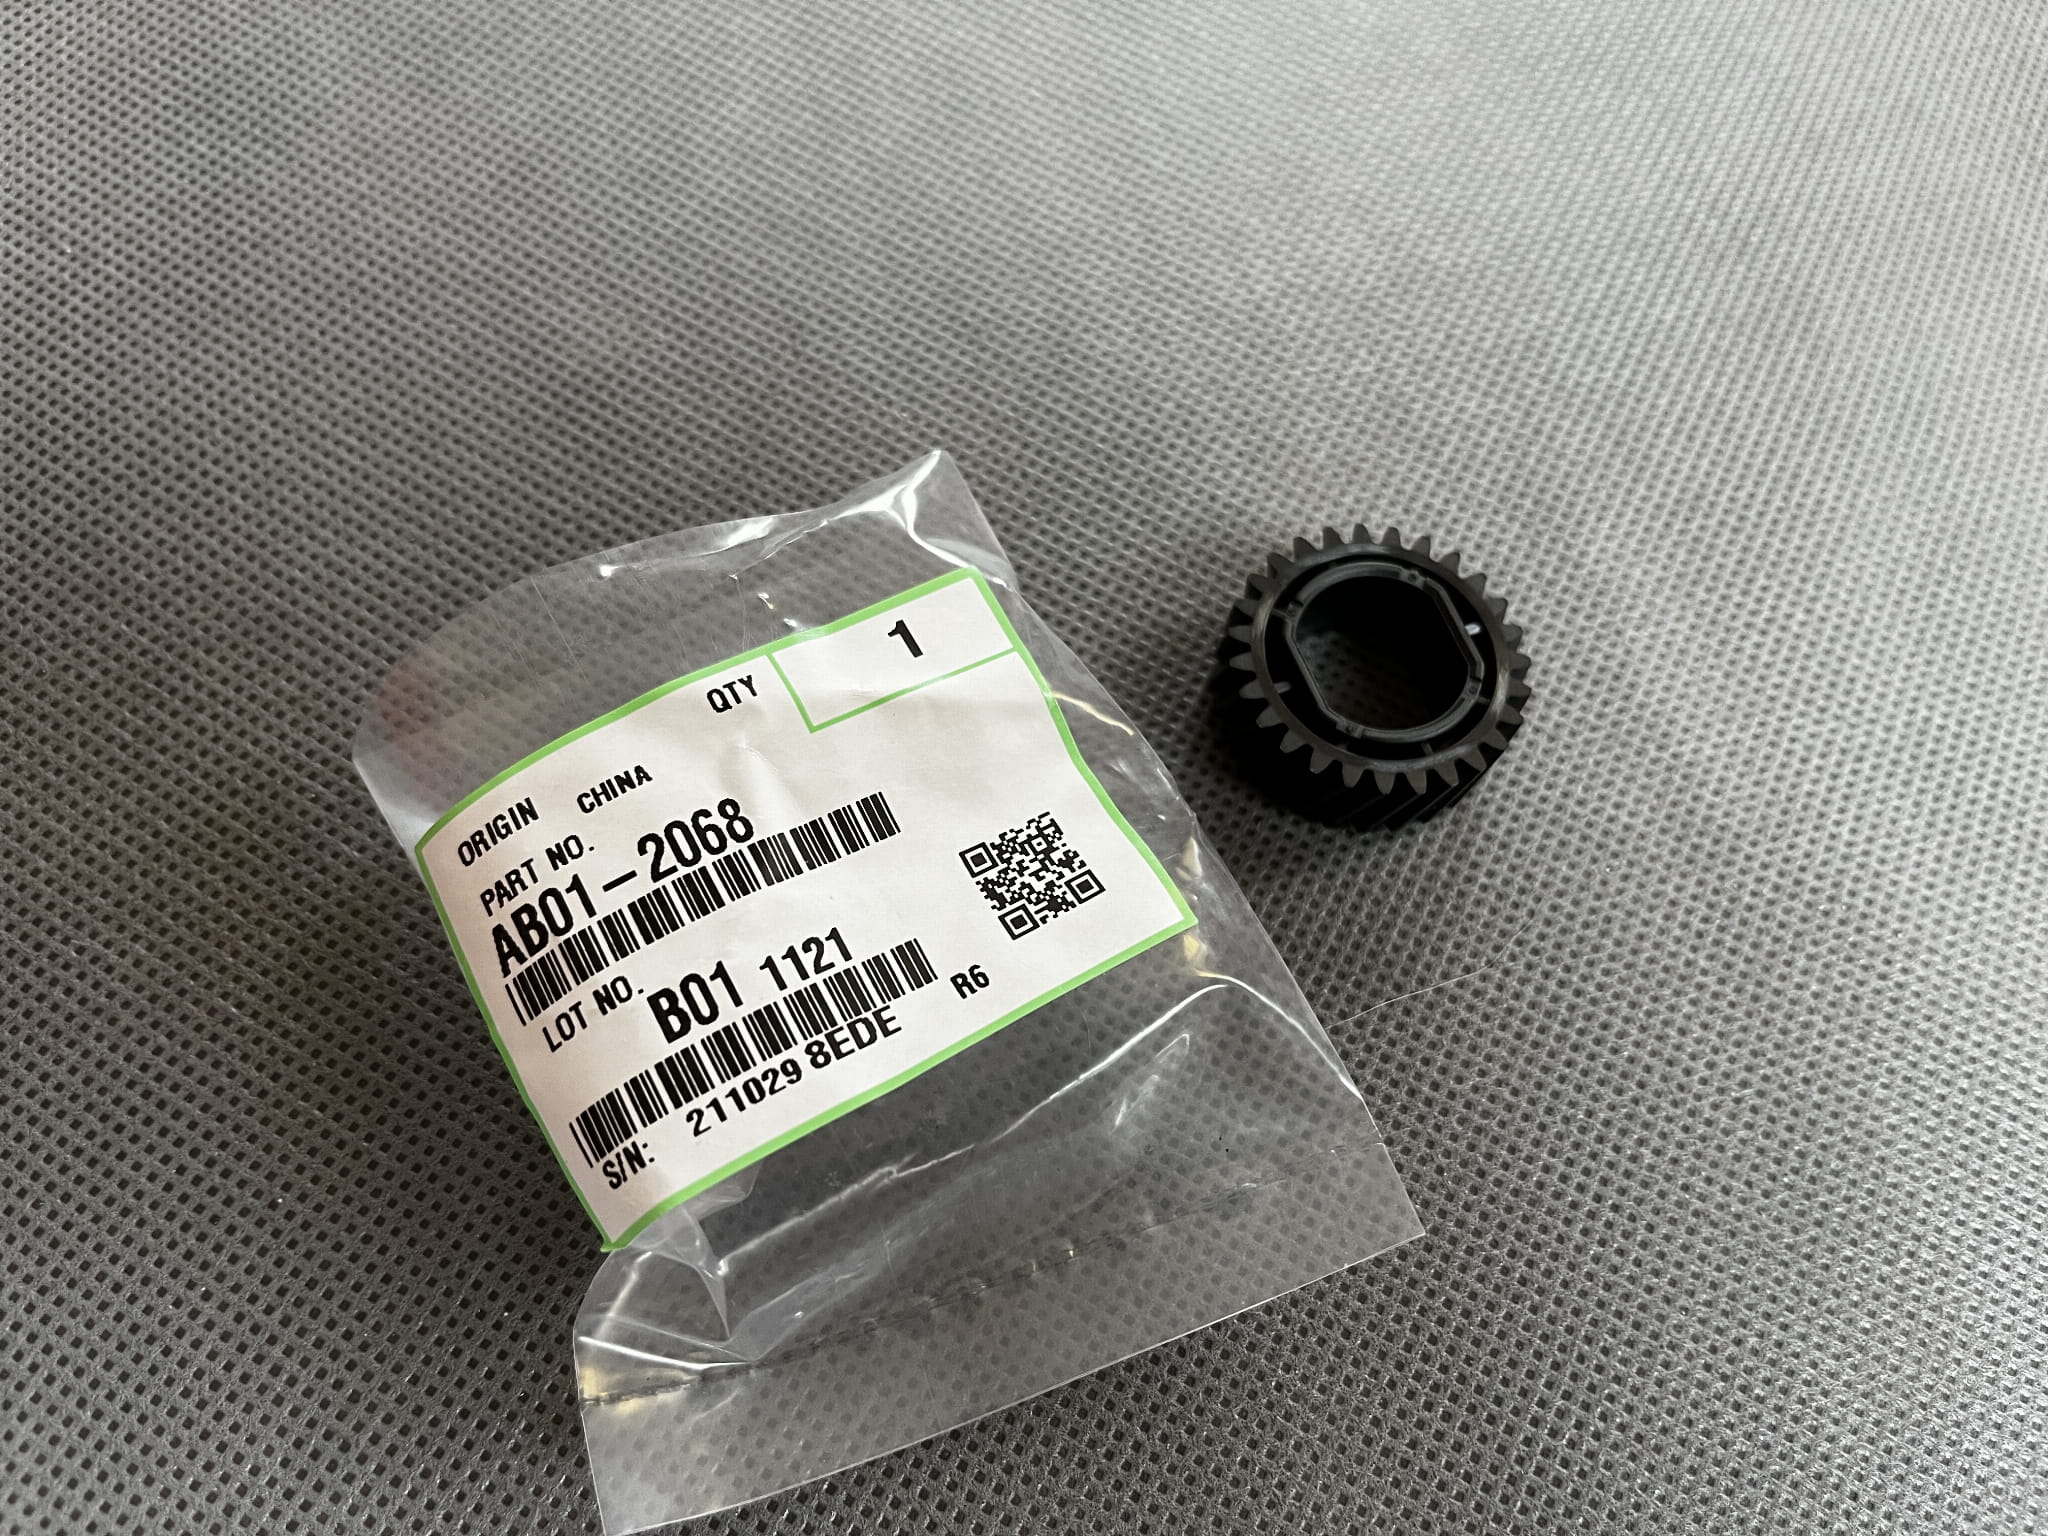 QTY 1
ORIGIN CHINA
PART NO.
AB01-2068
LOT NO. B01 1121
R6
S/N: 211029 8EDE